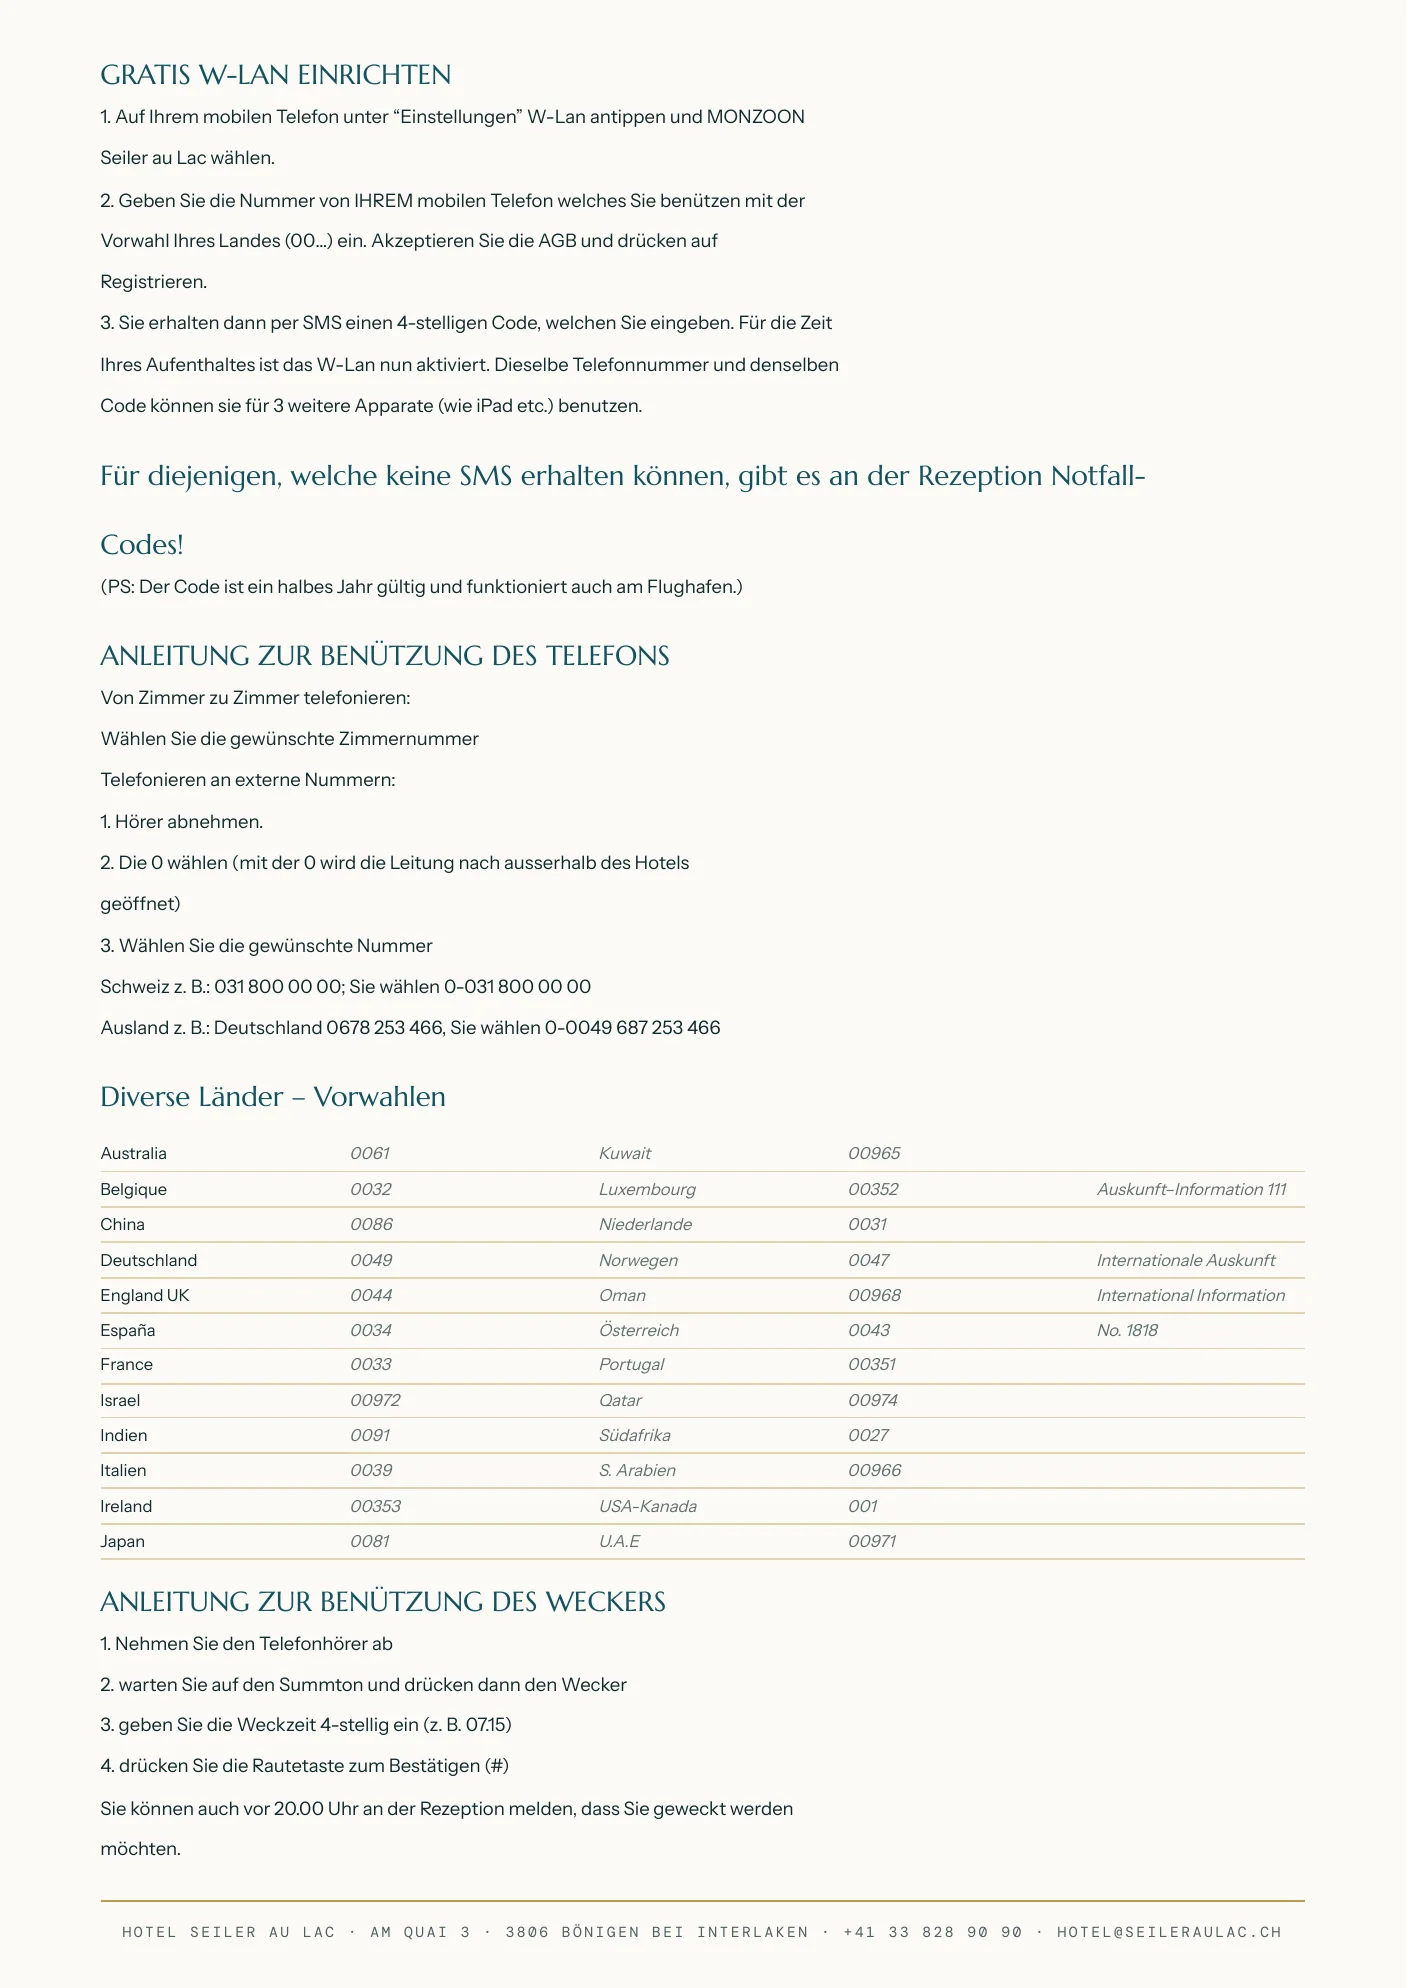 GRATIS W-LAN EINRICHTEN
1. Auf Ihrem mobilen Telefon unter “Einstellungen” W-Lan antippen und MONZOON
Seiler au Lac wählen.
2. Geben Sie die Nummer von IHREM mobilen Telefon welches Sie benützen mit der
Vorwahl Ihres Landes (00…) ein. Akzeptieren Sie die AGB und drücken auf
Registrieren.
3. Sie erhalten dann per SMS einen 4-stelligen Code, welchen Sie eingeben. Für die Zeit
Ihres Aufenthaltes ist das W-Lan nun aktiviert. Dieselbe Telefonnummer und denselben
Code können sie für 3 weitere Apparate (wie iPad etc.) benutzen.
Für diejenigen, welche keine SMS erhalten können, gibt es an der Rezeption Notfall-
Codes!
(PS: Der Code ist ein halbes Jahr gültig und funktioniert auch am Flughafen.)
ANLEITUNG ZUR BENÜTZUNG DES TELEFONS
Von Zimmer zu Zimmer telefonieren:
Wählen Sie die gewünschte Zimmernummer
Telefonieren an externe Nummern:
1. Hörer abnehmen.
2. Die 0 wählen (mit der 0 wird die Leitung nach ausserhalb des Hotels
geöffnet)
3. Wählen Sie die gewünschte Nummer
Schweiz z. B.: 031 800 00 00; Sie wählen 0-031 800 00 00
Ausland z. B.: Deutschland 0678 253 466, Sie wählen 0-0049 687 253 466
Diverse Länder – Vorwahlen
Australia 0061 Kuwait 00965
Belgique 0032 Luxembourg 00352 Auskunft–Information 111
China 0086 Niederlande 0031
Deutschland 0049 Norwegen 0047 Internationale Auskunft
England UK 0044 Oman 00968 International Information
España 0034 Österreich 0043 No. 1818
France 0033 Portugal 00351
Israel 00972 Qatar 00974
Indien 0091 Südafrika 0027
Italien 0039 S. Arabien 00966
Ireland 00353 USA-Kanada 001
Japan 0081 U.A.E 00971
ANLEITUNG ZUR BENÜTZUNG DES WECKERS
1. Nehmen Sie den Telefonhörer ab
2. warten Sie auf den Summton und drücken dann den Wecker
3. geben Sie die Weckzeit 4-stellig ein (z. B. 07.15)
4. drücken Sie die Rautetaste zum Bestätigen (#)
Sie können auch vor 20.00 Uhr an der Rezeption melden, dass Sie geweckt werden
möchten.
HOTEL SEILER AU LAC · AM QUAI 3 · 3806 BÖNIGEN BEI INTERLAKEN · +41 33 828 90 90 · HOTEL@SEILERAULAC.CH